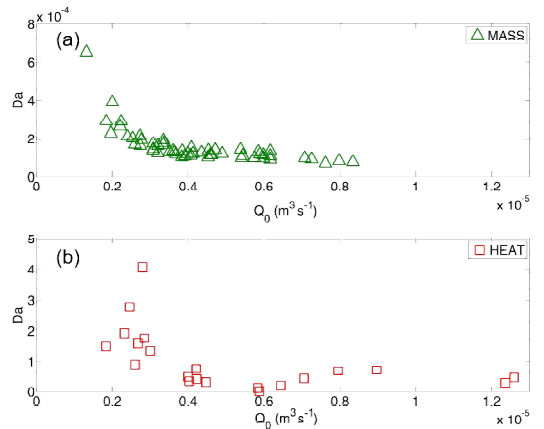 x 10⁻⁴
8
(a)
MASS
6
Da
4
2
0
0 0.2 0.4 0.6 0.8 1 1.2
x 10⁻⁵
Q₀ (m³ s⁻¹)
5
(b)
HEAT
4
3
Da
2
1
0
0 0.2 0.4 0.6 0.8 1 1.2
x 10⁻⁵
Q₀ (m³ s⁻¹)